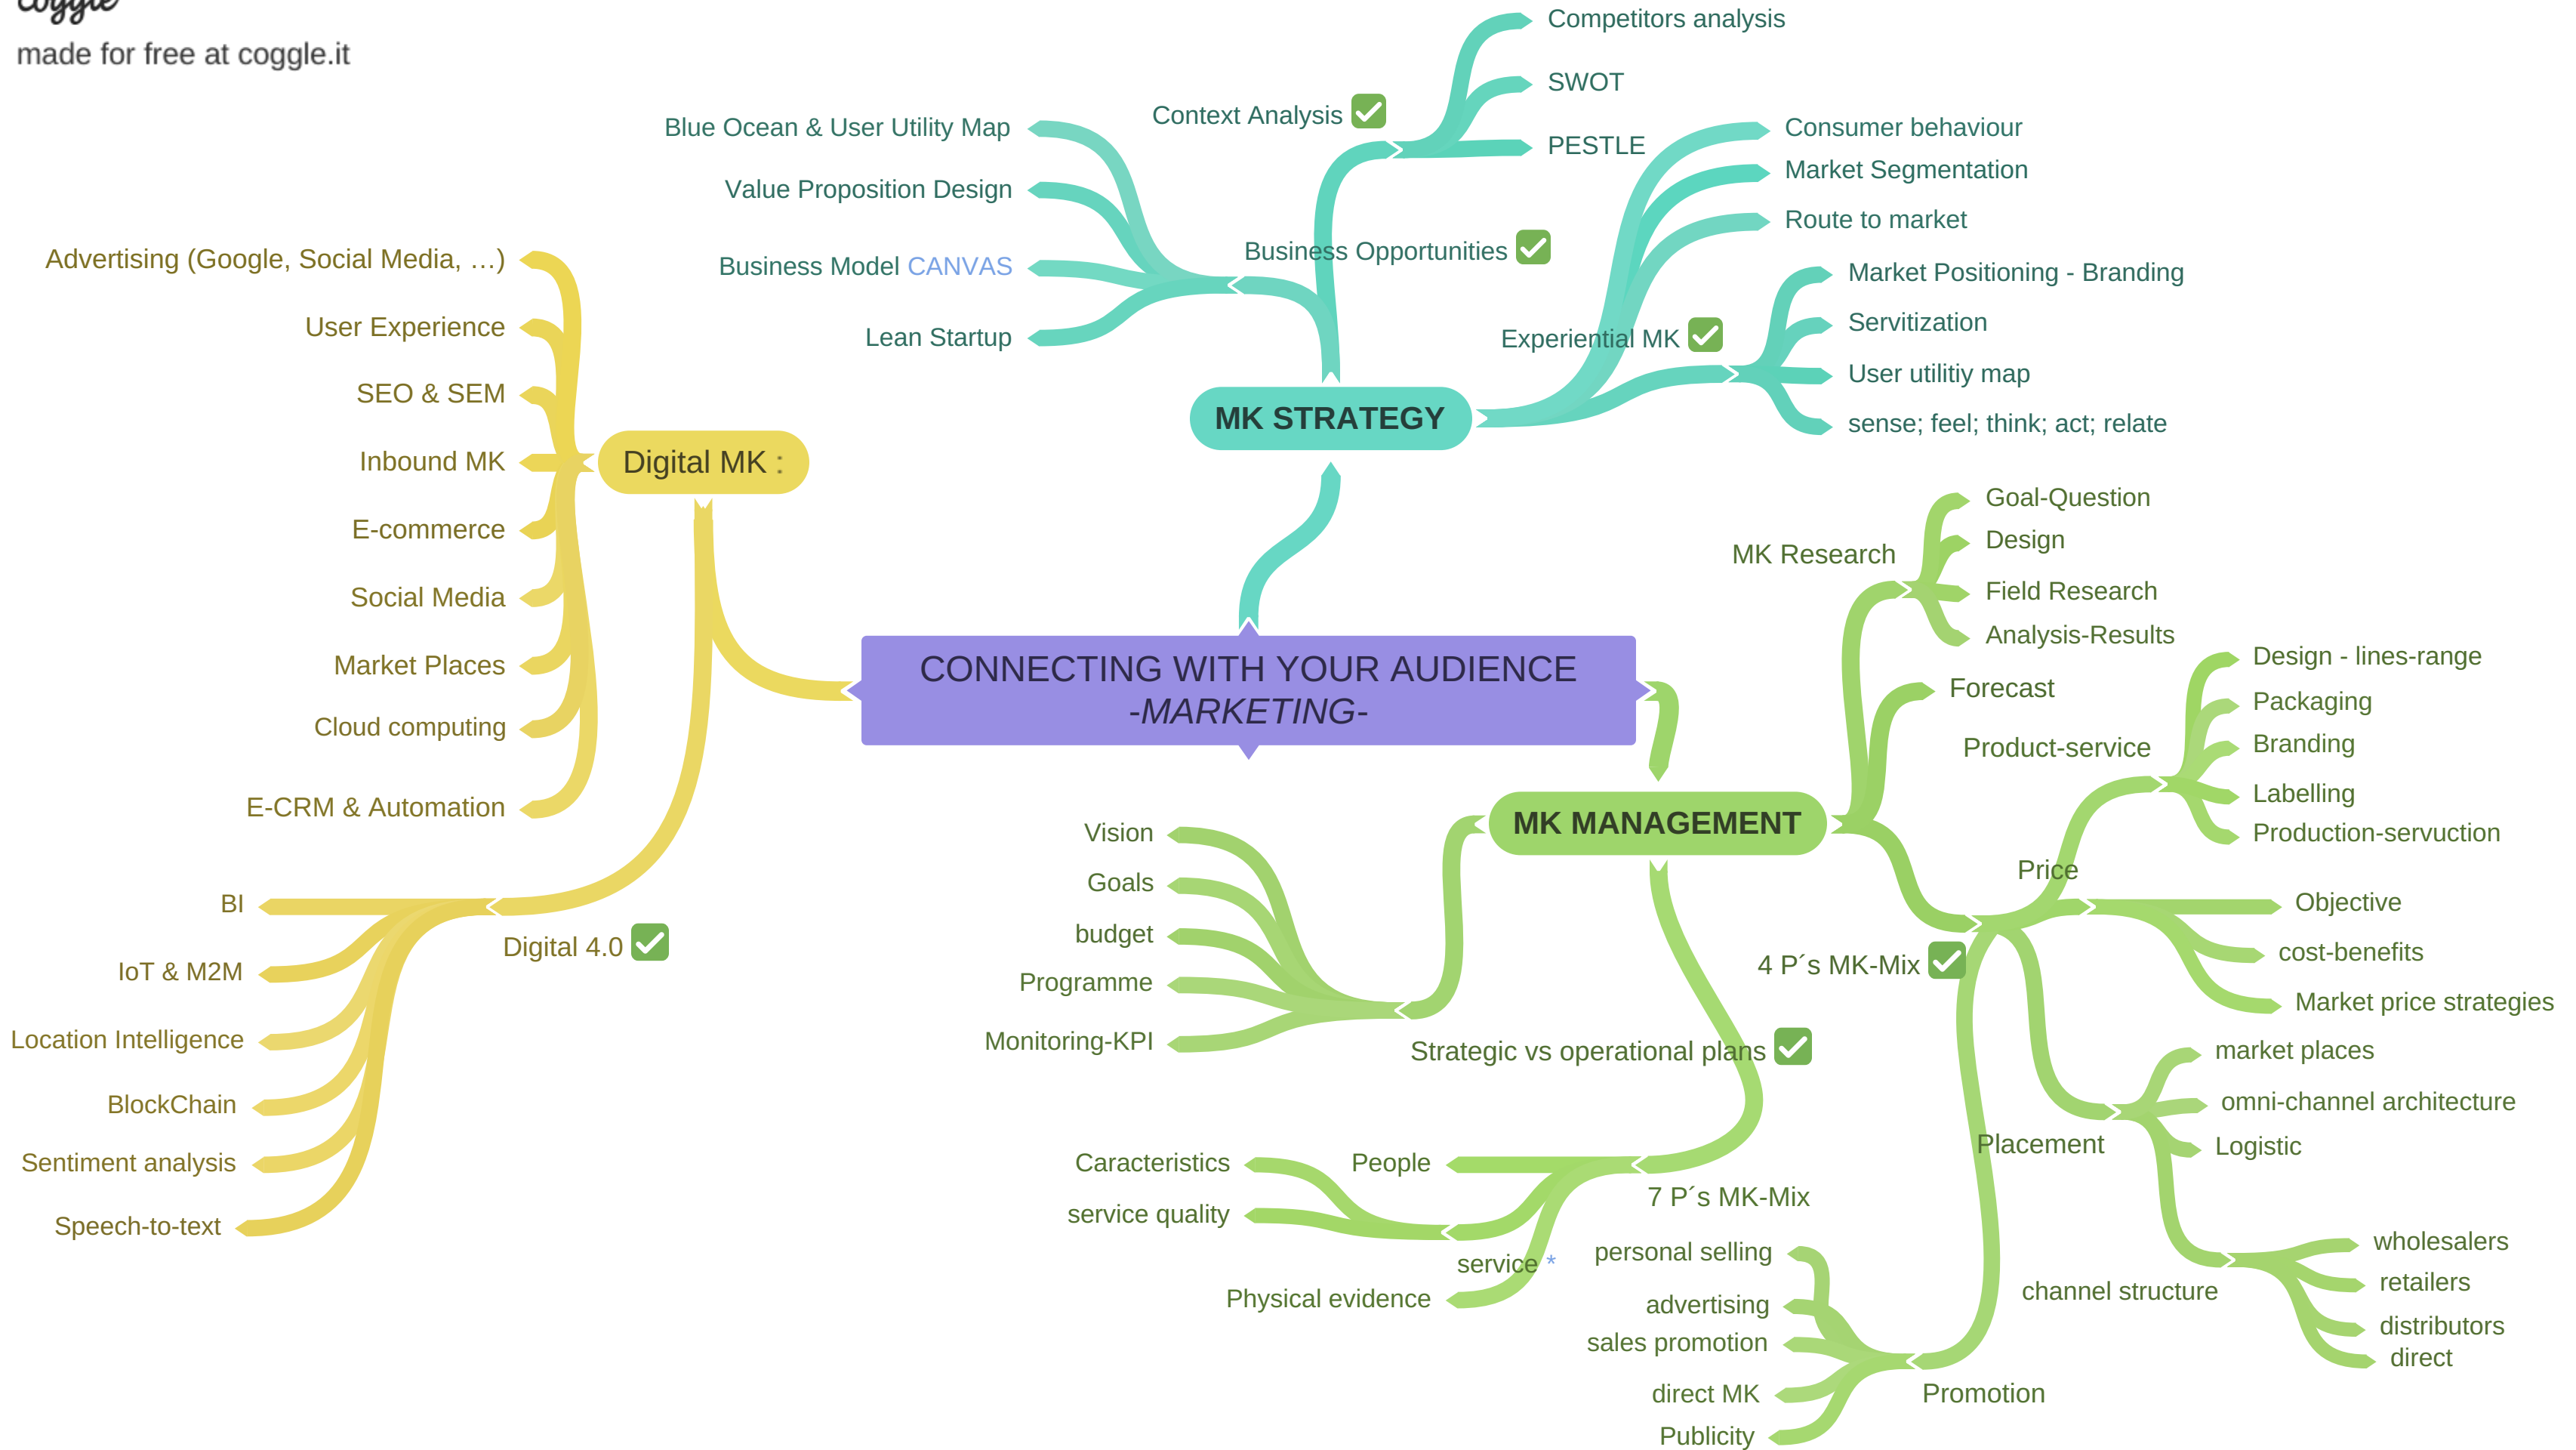 Coggle
made for free at coggle.it
Competitors analysis
SWOT
PESTLE
Context Analysis ✅
Blue Ocean & User Utility Map
Value Proposition Design
Business Model CANVAS
Lean Startup
Business Opportunities ✅
Consumer behaviour
Market Segmentation
Route to market
Experiential MK ✅
Market Positioning - Branding
Servitization
User utilitiy map
sense; feel; think; act; relate
MK STRATEGY
Advertising (Google, Social Media, …)
User Experience
SEO & SEM
Inbound MK
E-commerce
Social Media
Market Places
Cloud computing
E-CRM & Automation
Digital MK :
BI
IoT & M2M
Location Intelligence
BlockChain
Sentiment analysis
Speech-to-text
Digital 4.0 ✅
CONNECTING WITH YOUR AUDIENCE
-MARKETING-
MK Research
Goal-Question
Design
Field Research
Analysis-Results
Forecast
Product-service
Design - lines-range
Packaging
Branding
Labelling
Production-servuction
MK MANAGEMENT
Price
Objective
cost-benefits
Market price strategies
4 P´s MK-Mix ✅
Vision
Goals
budget
Programme
Monitoring-KPI
Strategic vs operational plans ✅
market places
omni-channel architecture
Logistic
Placement
channel structure
wholesalers
retailers
distributors
direct
Caracteristics
service quality
People
service *
Physical evidence
7 P´s MK-Mix
personal selling
advertising
sales promotion
direct MK
Publicity
Promotion